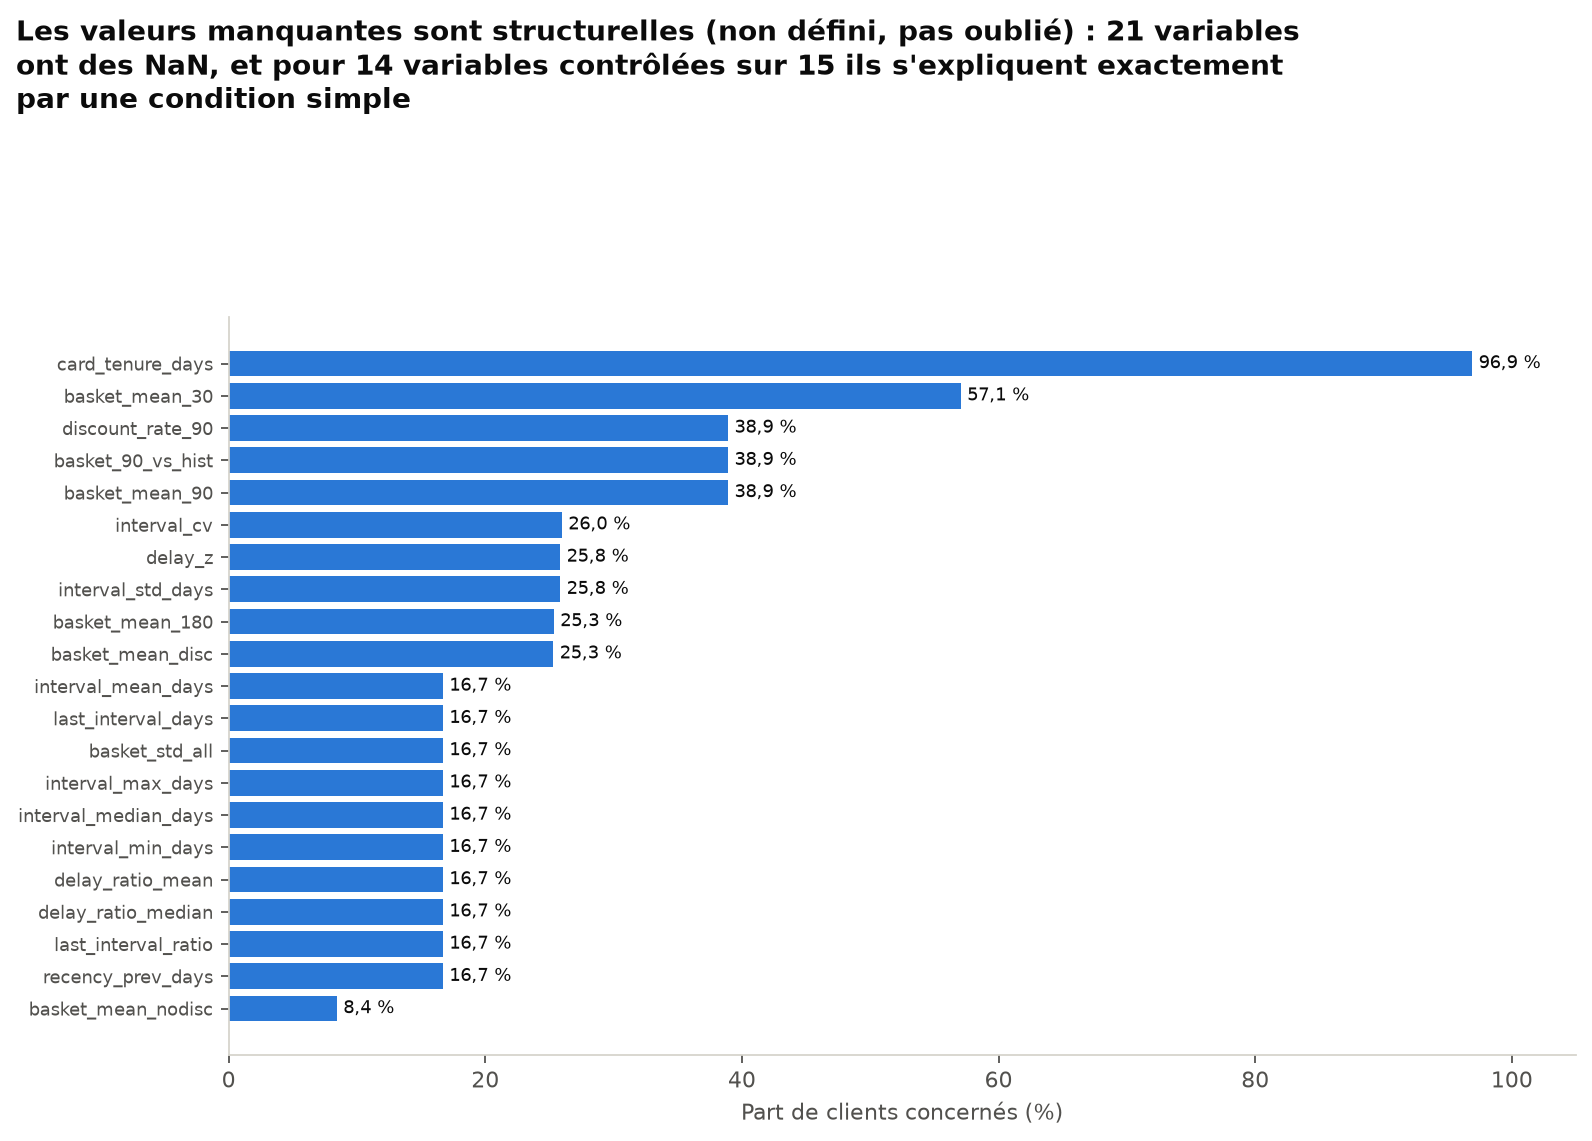 Les valeurs manquantes sont structurelles (non défini, pas oublié) : 21 variables
ont des NaN, et pour 14 variables contrôlées sur 15 ils s'expliquent exactement
par une condition simple
card_tenure_days 96,9 %
basket_mean_30 57,1 %
discount_rate_90 38,9 %
basket_90_vs_hist 38,9 %
basket_mean_90 38,9 %
interval_cv 26,0 %
delay_z 25,8 %
interval_std_days 25,8 %
basket_mean_180 25,3 %
basket_mean_disc 25,3 %
interval_mean_days 16,7 %
last_interval_days 16,7 %
basket_std_all 16,7 %
interval_max_days 16,7 %
interval_median_days 16,7 %
interval_min_days 16,7 %
delay_ratio_mean 16,7 %
delay_ratio_median 16,7 %
last_interval_ratio 16,7 %
recency_prev_days 16,7 %
basket_mean_nodisc 8,4 %
0 20 40 60 80 100
Part de clients concernés (%)